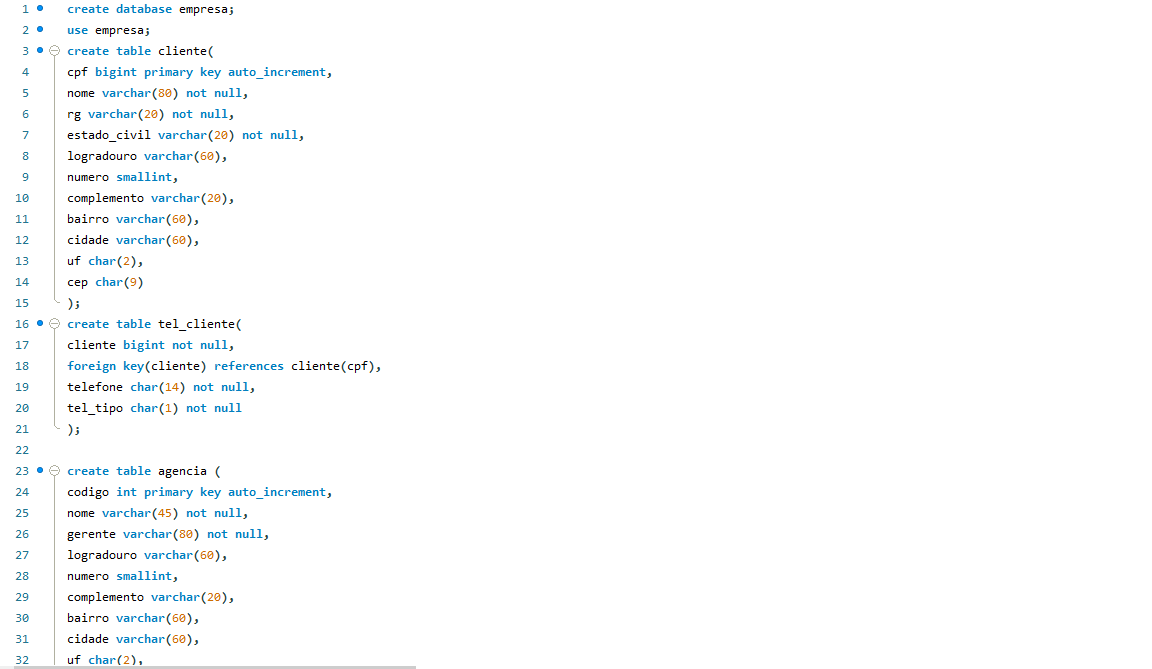 1 create database empresa;
2 use empresa;
3 create table cliente(
4 cpf bigint primary key auto_increment,
5 nome varchar(80) not null,
6 rg varchar(20) not null,
7 estado_civil varchar(20) not null,
8 logradouro varchar(60),
9 numero smallint,
10 complemento varchar(20),
11 bairro varchar(60),
12 cidade varchar(60),
13 uf char(2),
14 cep char(9)
15 );
16 create table tel_cliente(
17 cliente bigint not null,
18 foreign key(cliente) references cliente(cpf),
19 telefone char(14) not null,
20 tel_tipo char(1) not null
21 );
22
23 create table agencia (
24 codigo int primary key auto_increment,
25 nome varchar(45) not null,
26 gerente varchar(80) not null,
27 logradouro varchar(60),
28 numero smallint,
29 complemento varchar(20),
30 bairro varchar(60),
31 cidade varchar(60),
32 uf char(2),